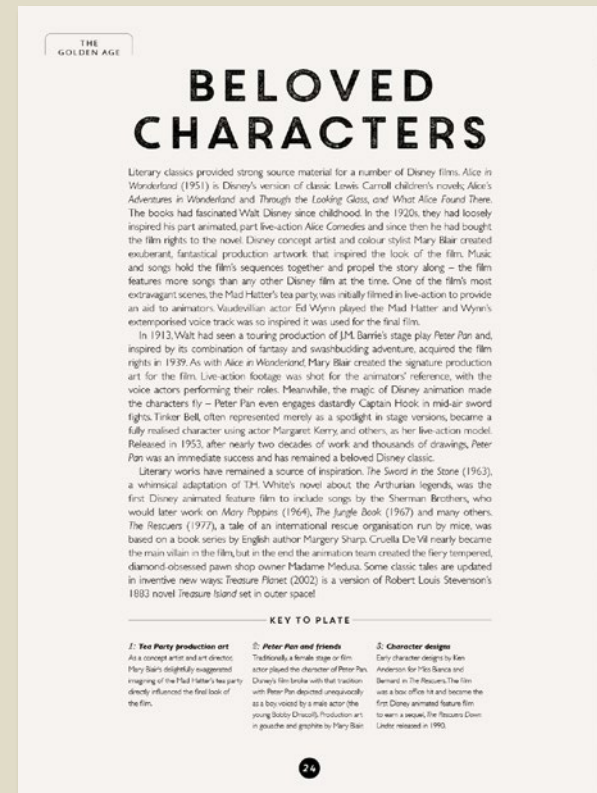 THE
GOLDEN AGE
BELOVED
CHARACTERS
Literary classics provided strong source material for a number of Disney films. Alice in
Wonderland (1951) is Disney's version of classic Lewis Carroll children's novels; Alice's
Adventures in Wonderland and Through the Looking Glass, and What Alice Found There.
The books had fascinated Walt Disney since childhood. In the 1920s, they had loosely
inspired his part animated, part live-action Alice Comedies and since then he had bought
the film rights to the novel. Disney concept artist and colour stylist Mary Blair created
exuberant, fantastical production artwork that inspired the look of the film. Music
and songs hold the film's sequences together and propel the story along – the film
features more songs than any other Disney film at the time. One of the film's most
extravagant scenes, the Mad Hatter's tea party, was initially filmed in live-action to provide
an aid to animators. Vaudevillian actor Ed Wynn played the Mad Hatter and Wynn's
extemporised voice track was so inspired it was used for the final film.
In 1913, Walt had seen a touring production of J.M. Barrie's stage play Peter Pan and,
inspired by its combination of fantasy and swashbuckling adventure, acquired the film
rights in 1939. As with Alice in Wonderland, Mary Blair created the signature production
art for the film. Live-action footage was shot for the animators' reference, with the
voice actors performing their roles. Meanwhile, the magic of Disney animation made
the characters fly – Peter Pan even engages dastardly Captain Hook in mid-air sword
fights. Tinker Bell, often represented merely as a spotlight in stage versions, became a
fully realised character using actor Margaret Kerry, and others, as her live-action model.
Released in 1953, after nearly two decades of work and thousands of drawings, Peter
Pan was an immediate success and has remained a beloved Disney classic.
Literary works have remained a source of inspiration. The Sword in the Stone (1963),
a whimsical adaptation of T.H. White's novel about the Arthurian legends, was the
first Disney animated feature film to include songs by the Sherman Brothers, who
would later work on Mary Poppins (1964), The Jungle Book (1967) and many others.
The Rescuers (1977), a tale of an international rescue organisation run by mice, was
based on a book series by English author Margery Sharp. Cruella De Vil nearly became
the main villain in the film, but in the end the animation team created the fiery tempered,
diamond-obsessed pawn shop owner Madame Medusa. Some classic tales are updated
in inventive new ways: Treasure Planet (2002) is a version of Robert Louis Stevenson's
1883 novel Treasure Island set in outer space!
KEY TO PLATE
1: Tea Party production art
As a concept artist and art director,
Mary Blair's delightfully exaggerated
imagining of the Mad Hatter's tea party
directly influenced the final look of
the film.
2: Peter Pan and friends
Traditionally, a female stage or film
actor played the character of Peter Pan.
Disney's film broke with that tradition
with Peter Pan depicted unequivocally
as a boy, voiced by a male actor (the
young Bobby Driscoll). Production art
in gouache and graphite by Mary Blair.
3: Character designs
Early character designs by Ken
Anderson for Miss Bianca and
Bernard in The Rescuers. The film
was a box office hit and became the
first Disney animated feature film
to earn a sequel, The Rescuers Down
Under released in 1990.
24